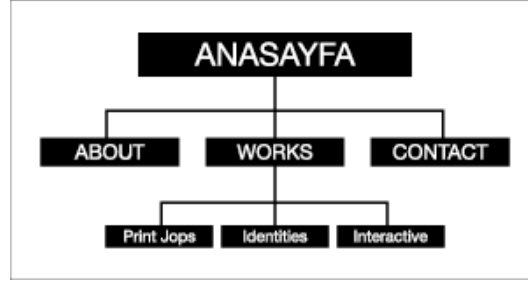 ANASAYFA
ABOUT WORKS CONTACT
Print Jops Identities Interactive